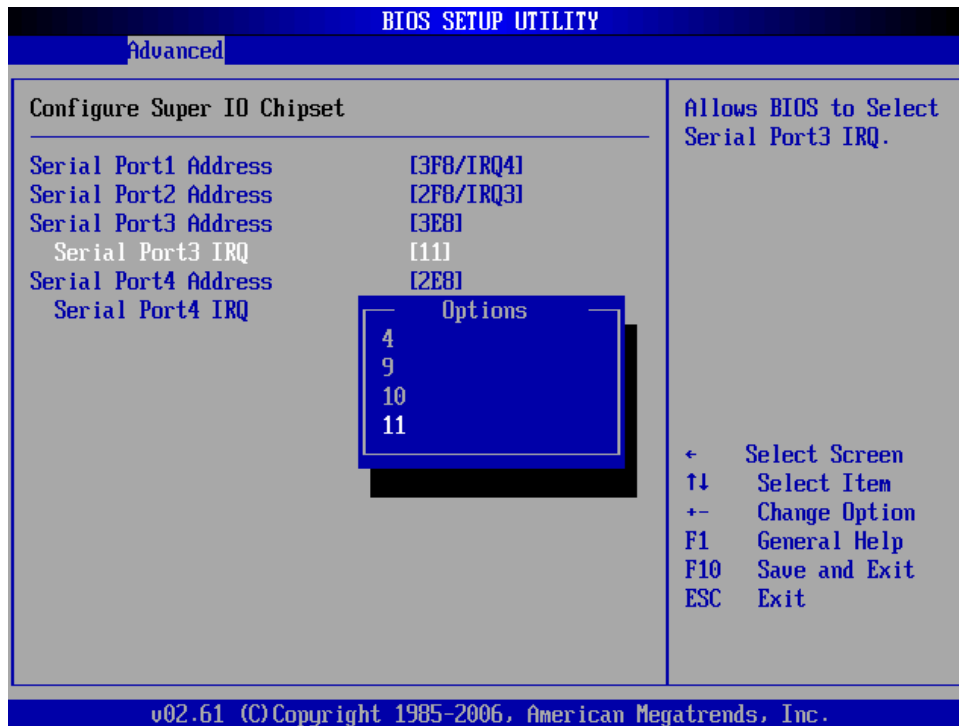 BIOS SETUP UTILITY
Advanced
Configure Super IO Chipset
Serial Port1 Address [3F8/IRQ4]
Serial Port2 Address [2F8/IRQ3]
Serial Port3 Address [3E8]
Serial Port3 IRQ [11]
Serial Port4 Address [2E8]
Serial Port4 IRQ
Options
4
9
10
11
Allows BIOS to Select
Serial Port3 IRQ.
← Select Screen
↑↓ Select Item
+- Change Option
F1 General Help
F10 Save and Exit
ESC Exit
v02.61 (C)Copyright 1985-2006, American Megatrends, Inc.